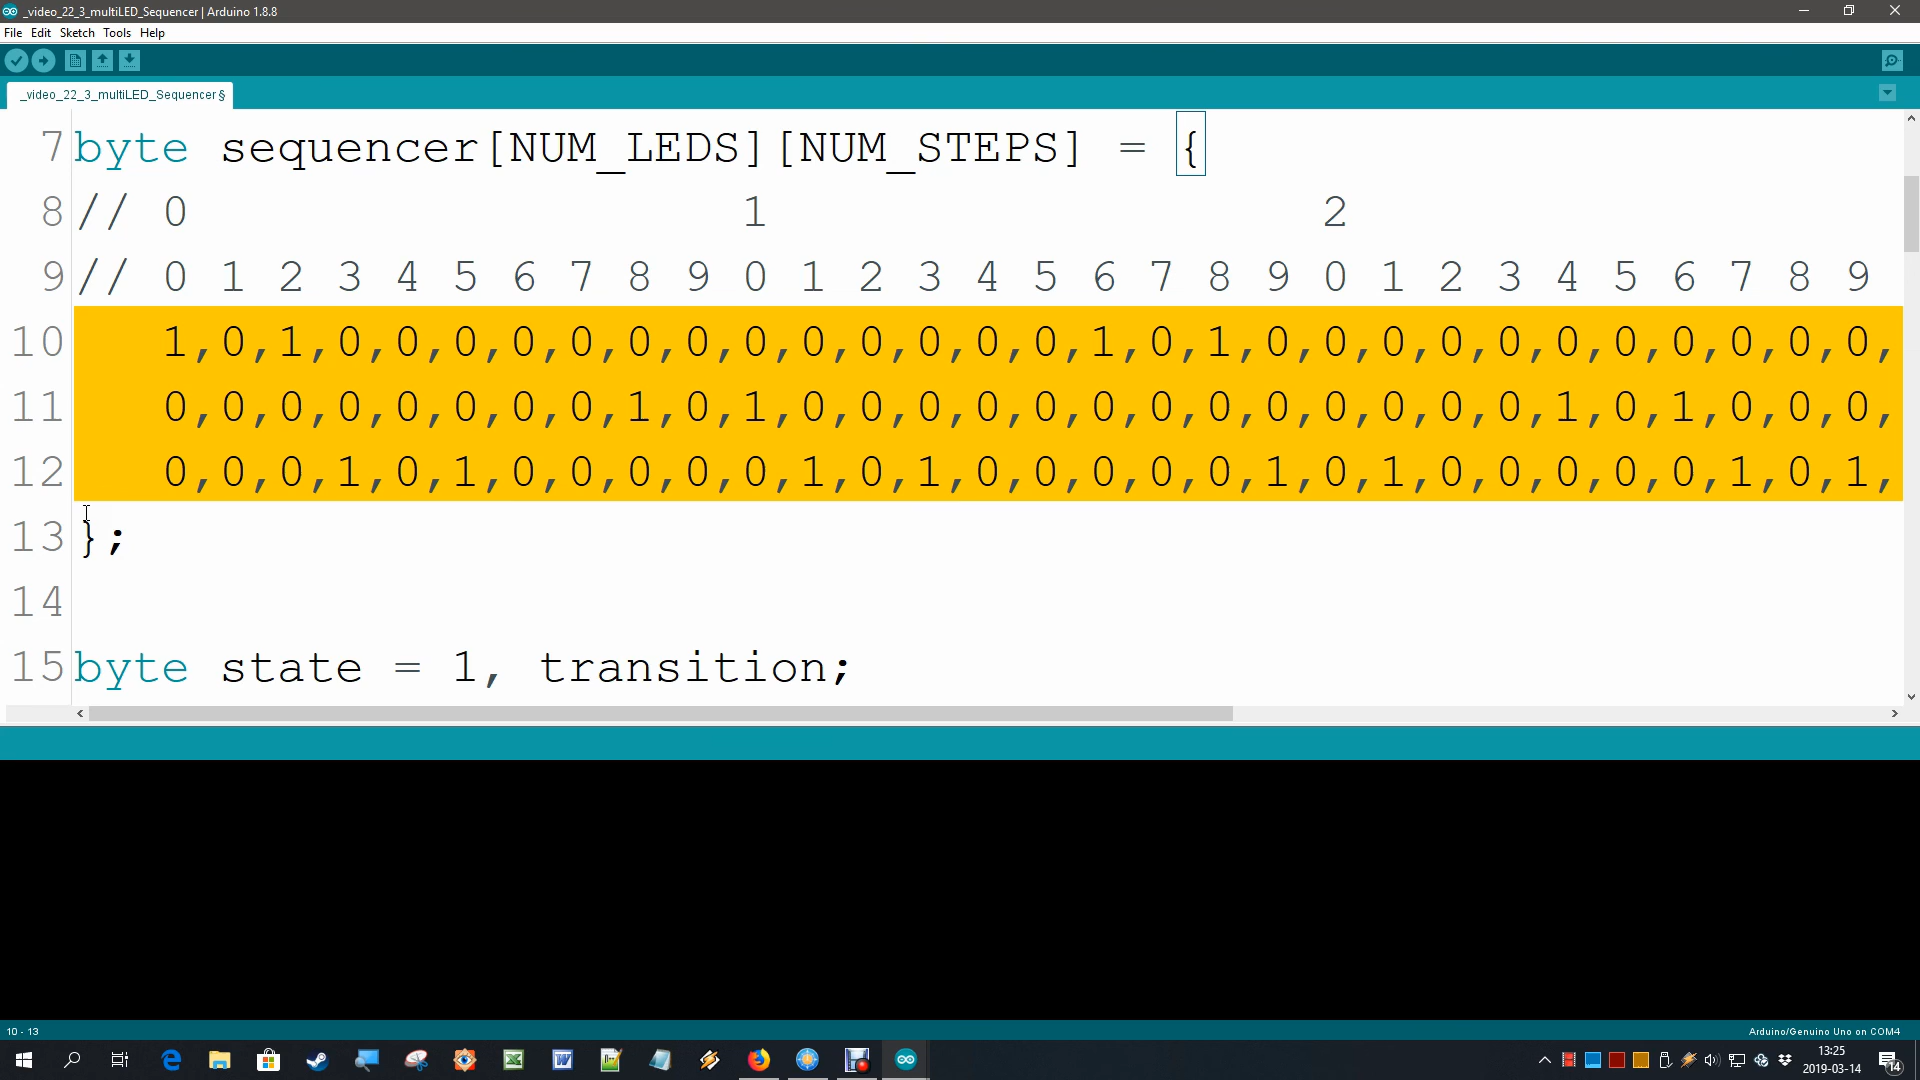 _video_22_3_multiLED_Sequencer | Arduino 1.8.8
File Edit Sketch Tools Help
_video_22_3_multiLED_Sequencer §
7 byte sequencer[NUM_LEDS][NUM_STEPS] = {
8 // 0 1 2
9 // 0 1 2 3 4 5 6 7 8 9 0 1 2 3 4 5 6 7 8 9 0 1 2 3 4 5 6 7 8 9
10 1,0,1,0,0,0,0,0,0,0,0,0,0,0,0,0,1,0,1,0,0,0,0,0,0,0,0,0,0,0,
11 0,0,0,0,0,0,0,0,1,0,1,0,0,0,0,0,0,0,0,0,0,0,0,0,1,0,1,0,0,0,
12 0,0,0,1,0,1,0,0,0,0,0,1,0,1,0,0,0,0,0,1,0,1,0,0,0,0,0,1,0,1,
13 };
14
15 byte state = 1, transition;
10 - 13 Arduino/Genuino Uno on COM4
13:25
2019-03-14
14